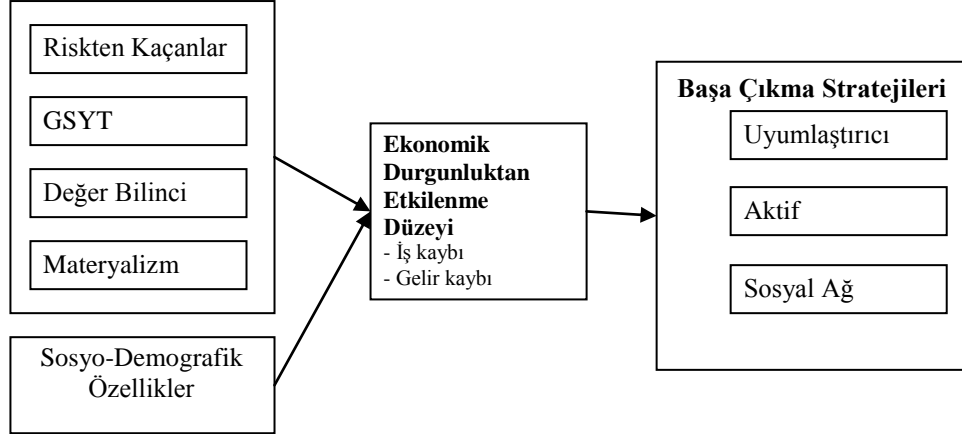 Riskten Kaçanlar
GSYT
Değer Bilinci
Materyalizm
Sosyo-Demografik
Özellikler
Ekonomik
Durgunluktan
Etkilenme
Düzeyi
- İş kaybı
- Gelir kaybı
Başa Çıkma Stratejileri
Uyumlaştırıcı
Aktif
Sosyal Ağ